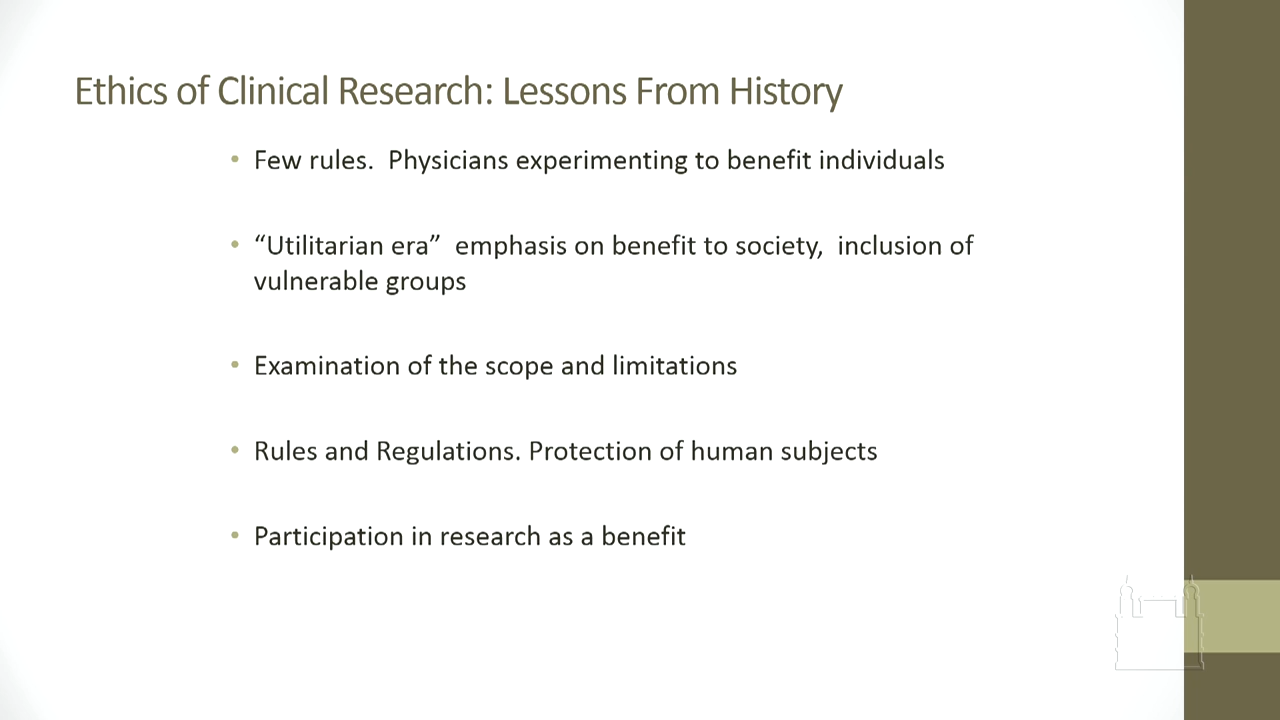 Ethics of Clinical Research: Lessons From History
• Few rules.  Physicians experimenting to benefit individuals
• “Utilitarian era”  emphasis on benefit to society,  inclusion of
vulnerable groups
• Examination of the scope and limitations
• Rules and Regulations. Protection of human subjects
• Participation in research as a benefit